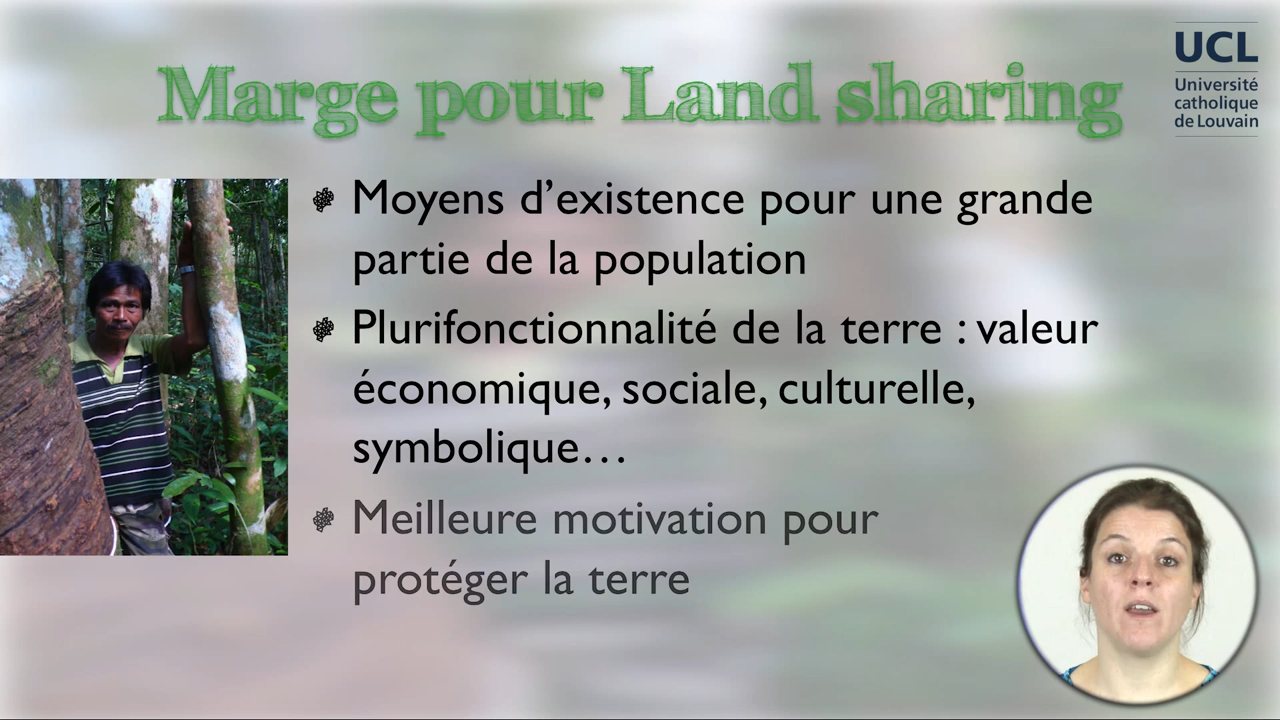 Marge pour Land sharing
UCL
Université
catholique
de Louvain
Moyens d’existence pour une grande
partie de la population
Plurifonctionnalité de la terre : valeur
économique, sociale, culturelle,
symbolique…
Meilleure motivation pour
protéger la terre